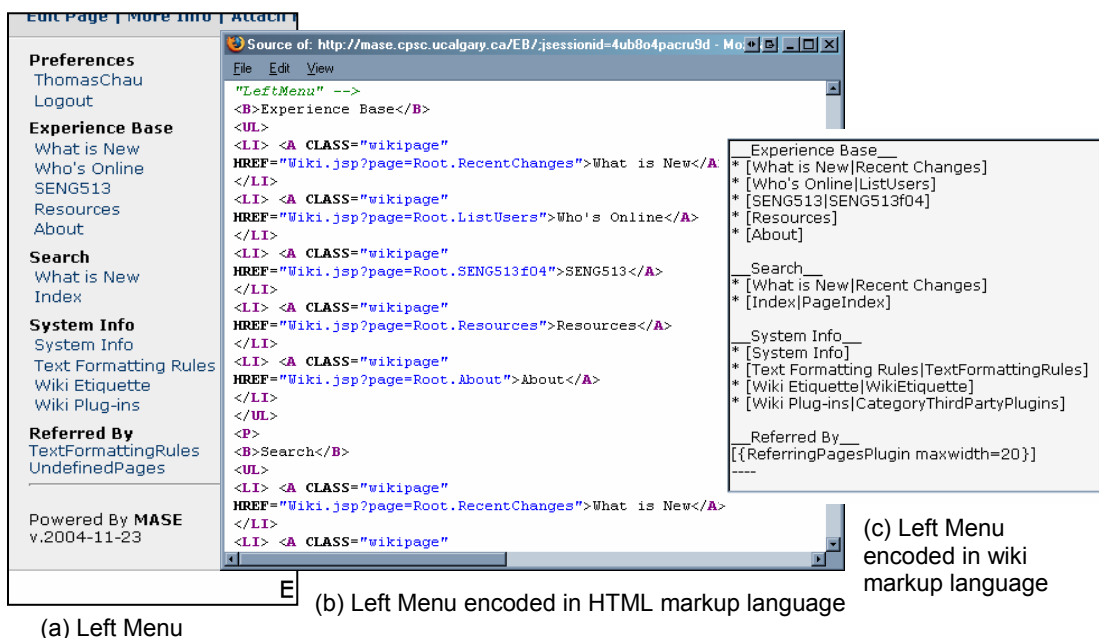 Edit Page | More Info | Attach
Preferences
ThomasChau
Logout
Experience Base
What is New
Who's Online
SENG513
Resources
About
Search
What is New
Index
System Info
System Info
Text Formatting Rules
Wiki Etiquette
Wiki Plug-ins
Referred By
TextFormattingRules
UndefinedPages
Powered By MASE
v.2004-11-23
E
(a) Left Menu
Source of: http://mase.cpsc.ucalgary.ca/EB/;jsessionid=4ub8o4pacru9d - Mo
File Edit View
"LeftMenu" -->
<B>Experience Base</B>
<UL>
<LI> <A CLASS="wikipage"
HREF="Wiki.jsp?page=Root.RecentChanges">What is New</A
</LI>
<LI> <A CLASS="wikipage"
HREF="Wiki.jsp?page=Root.ListUsers">Who's Online</A>
</LI>
<LI> <A CLASS="wikipage"
HREF="Wiki.jsp?page=Root.SENG513f04">SENG513</A>
</LI>
<LI> <A CLASS="wikipage"
HREF="Wiki.jsp?page=Root.Resources">Resources</A>
</LI>
<LI> <A CLASS="wikipage"
HREF="Wiki.jsp?page=Root.About">About</A>
</LI>
</UL>
<P>
<B>Search</B>
<UL>
<LI> <A CLASS="wikipage"
HREF="Wiki.jsp?page=Root.RecentChanges">What is New</A>
</LI>
<LI> <A CLASS="wikipage"
(b) Left Menu encoded in HTML markup language
__Experience Base__
* [What is New|Recent Changes]
* [Who's Online|ListUsers]
* [SENG513|SENG513f04]
* [Resources]
* [About]
__Search__
* [What is New|Recent Changes]
* [Index|PageIndex]
__System Info__
* [System Info]
* [Text Formatting Rules|TextFormattingRules]
* [Wiki Etiquette|WikiEtiquette]
* [Wiki Plug-ins|CategoryThirdPartyPlugins]
__Referred By__
[{ReferringPagesPlugin maxwidth=20}]
----
(c) Left Menu
encoded in wiki
markup language